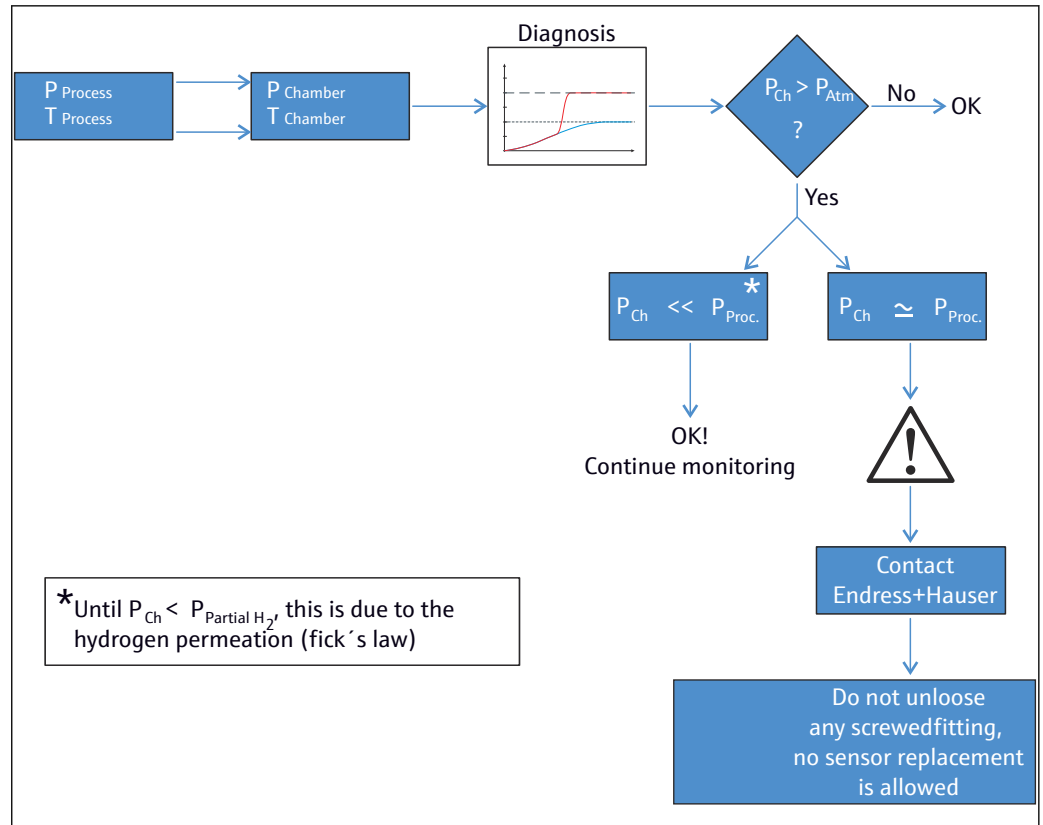 Diagnosis
P Process
T Process
P Chamber
T Chamber
P Ch > P Atm
?
No
OK
Yes
P Ch << P Proc. *
P Ch ≃ P Proc.
OK!
Continue monitoring
Contact
Endress+Hauser
*Until P Ch < P Partial H2, this is due to the
hydrogen permeation (fick´s law)
Do not unloose
any screwedfitting,
no sensor replacement
is allowed